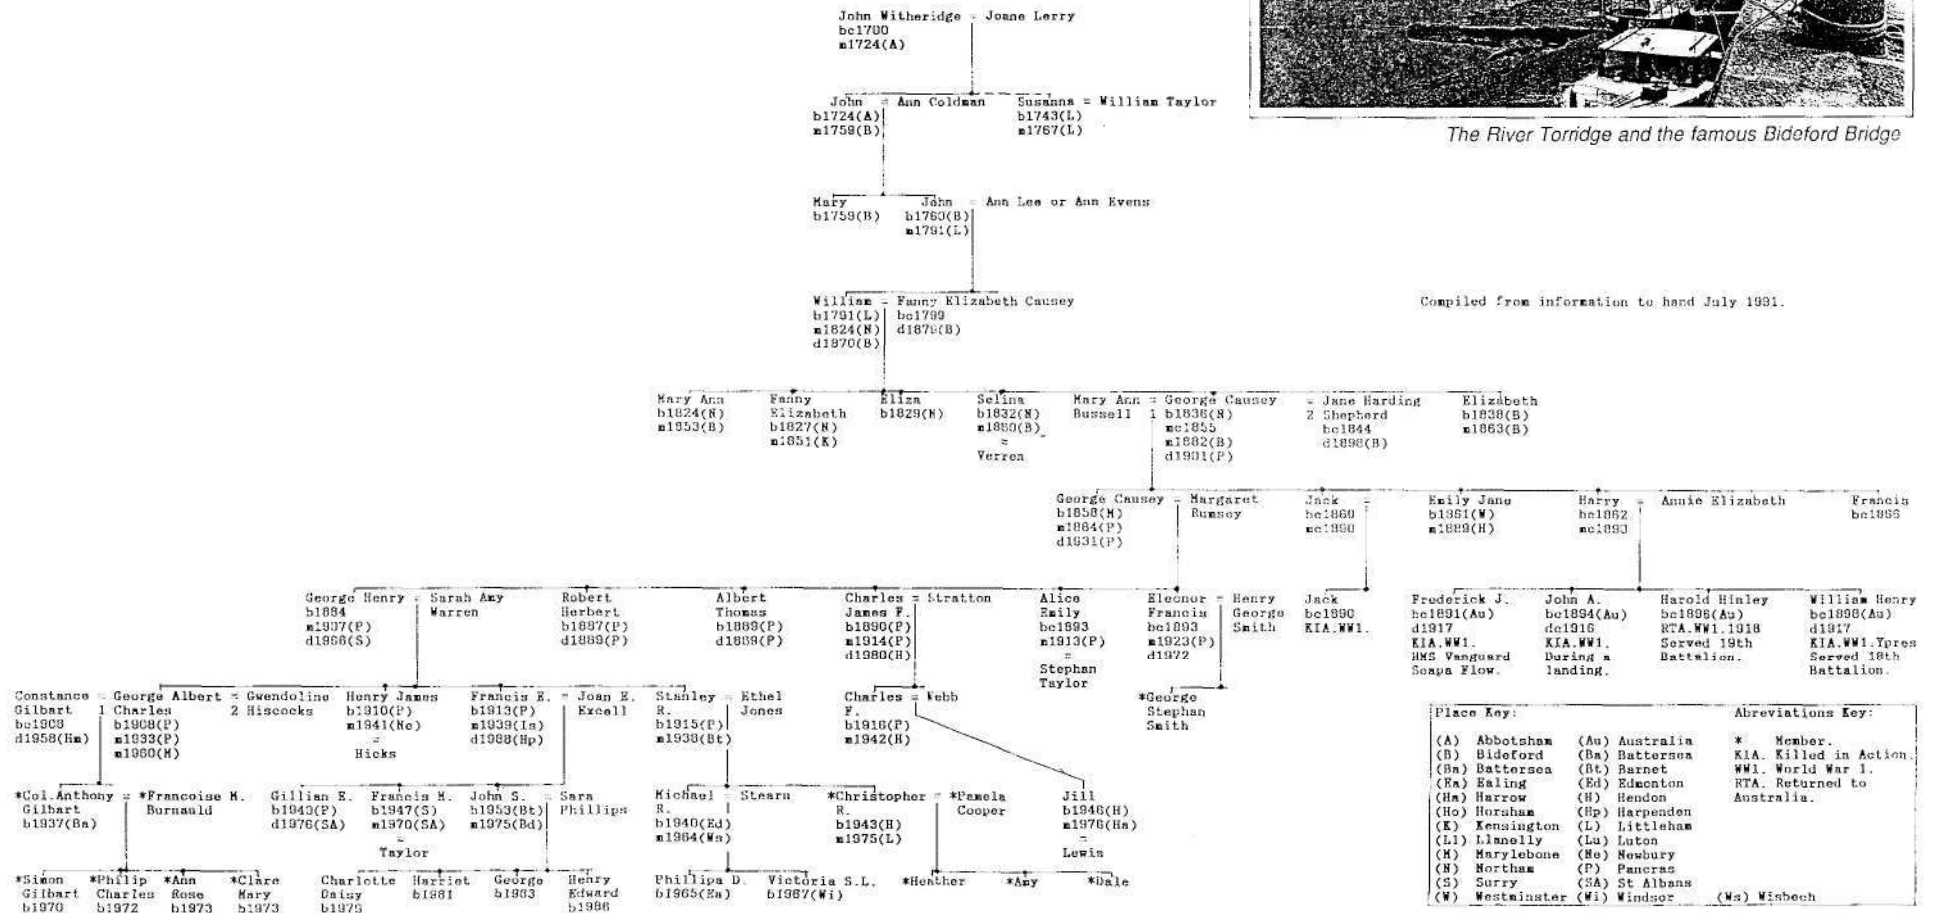 John Witheridge = Joane Lerry
bc1700
m1724(A)
The River Torridge and the famous Bideford Bridge
John = Ann Coldman
b1724(A)
m1759(B)
Susanna = William Taylor
b1743(L)
m1767(L)
Mary
b1759(B)
John = Ann Lee or Ann Evens
b1760(B)
m1791(L)
William = Fanny Elizabeth Causey
b1791(L) bc1799
m1824(N) d1879(B)
d1870(B)
Compiled from information to hand July 1991.
Mary Ann
b1824(N)
m1853(B)
Fanny
Elizabeth
b1827(N)
m1851(K)
Eliza
b1829(N)
Selina
b1832(N)
m1860(B)
=
Verren
Mary Ann = George Causey = Jane Harding
Bussell 1 b1836(N) 2 Shepherd
mc1855 bc1844
m1882(B) d1898(B)
d1901(P)
Elizabeth
b1838(B)
m1863(B)
George Causey = Margaret
b1858(M) Rumsey
m1884(P)
d1931(P)
Jack =
bc1860
mc1890
Emily Jane
b1861(W)
m1889(H)
Harry = Annie Elizabeth
bc1862
mc1893
Francis
bc1866
George Henry = Sarah Amy
b1884 Warren
m1907(P)
d1966(S)
Robert
Herbert
b1887(P)
d1889(P)
Albert
Thomas
b1889(P)
d1889(P)
Charles = Stratton
James F.
b1890(P)
m1914(P)
d1980(H)
Alice
Emily
bc1893
m1913(P)
=
Stephan
Taylor
Eleonor = Henry
Francis George
bc1893 Smith
m1923(P)
d1972
Jack
bc1890
KIA.WW1.
Frederick J.
bc1891(Au)
d1917
KIA.WW1.
HMS Vanguard
Scapa Flow.
John A.
bc1894(Au)
dc1916
KIA.WW1.
During a
landing.
Harold Hinley
bc1896(Au)
RTA.WW1.1918
Served 19th
Battalion.
William Henry
bc1898(Au)
d1917
KIA.WW1.Ypres
Served 18th
Battalion.
Constance = George Albert = Gwendoline
Gilbart 1 Charles 2 Hiscocks
bc1908 b1908(P)
d1958(Hm) m1933(P)
m1960(M)
Henry James
b1910(P)
m1941(Ne)
=
Hicks
Francis E. = Joan E.
b1913(P) Excell
m1939(Is)
d1988(Hp)
Stanley = Ethel
R. Jones
b1915(P)
m1938(Bt)
Charles = Webb
F.
b1916(P)
m1942(H)
*George
Stephan
Smith
*Col.Anthony = *Francoise M.
Gilbart Burnauld
b1937(Ba)
Gillian E.
b1943(P)
d1976(SA)
Francis M.
b1947(S)
m1970(SA)
=
Taylor
John S. = Sara
b1953(Bt) Phillips
m1975(Bd)
Michael = Stearn
R.
b1940(Ed)
m1964(Ws)
*Christopher = *Pamela
R. Cooper
b1943(H)
m1975(L)
Jill
b1946(H)
m1976(Ha)
=
Lewis
*Simon
Gilbart
b1970
*Philip
Charles
b1972
*Ann
Rose
b1973
*Clare
Mary
b1973
Charlotte
Daisy
b1979
Harriet
b1981
George
b1983
Henry
Edward
b1986
Phillipa D.
b1965(Ea)
Victoria S.L.
b1967(Wi)
*Heather
*Amy
*Dale
Place Key: Abreviations Key:
(A) Abbotsham (Au) Australia * Member.
(B) Bideford (Ba) Battersea KIA. Killed in Action.
(Ba) Battersea (Bt) Barnet WW1. World War 1.
(Ea) Ealing (Ed) Edmonton RTA. Returned to
(Ha) Harrow (H) Hendon Australia.
(Ho) Horsham (Hp) Harpenden
(K) Kensington (L) Littleham
(Ll) Llanelly (Lu) Luton
(M) Marylebone (Ne) Newbury
(N) Northam (P) Pancras
(S) Surry (SA) St Albans
(W) Westminster (Wi) Windsor (Ws) Wisbech